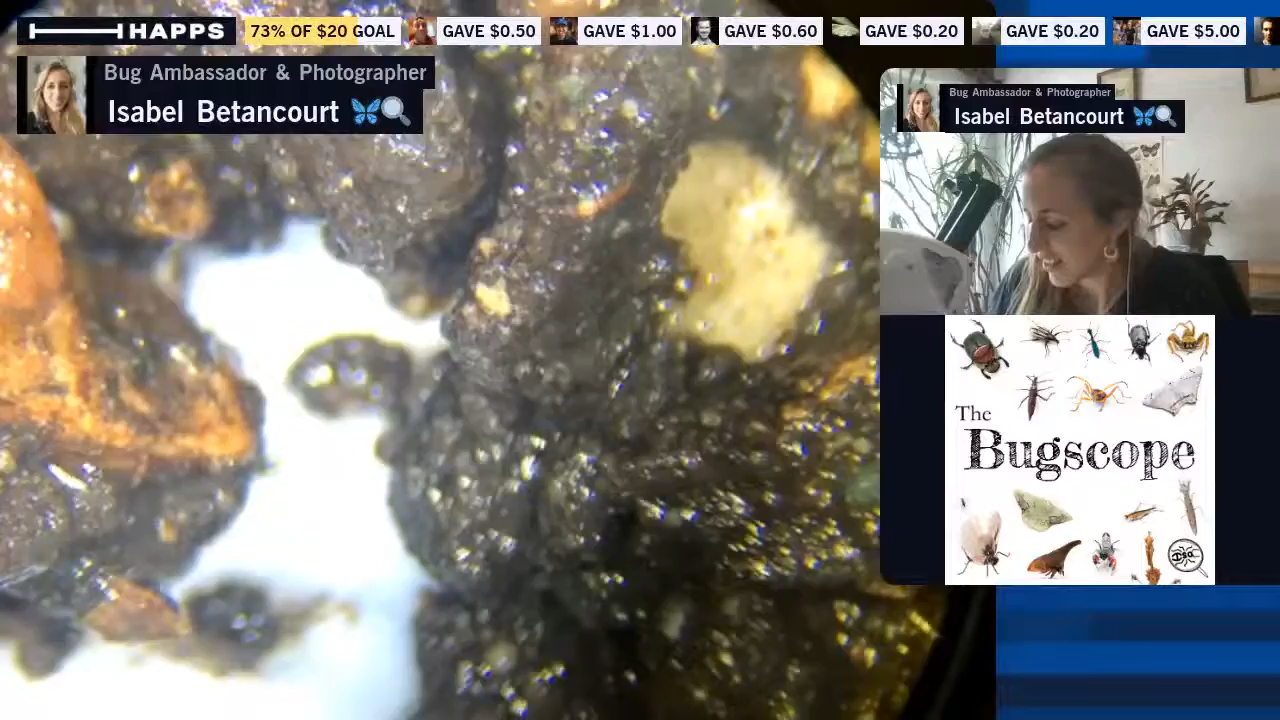 HAPPS
73% OF $20 GOAL
GAVE $0.50
GAVE $1.00
GAVE $0.60
GAVE $0.20
GAVE $0.20
GAVE $5.00
Bug Ambassador & Photographer
Isabel Betancourt 🦋🔍
Bug Ambassador & Photographer
Isabel Betancourt 🦋🔍
The
Bugscope